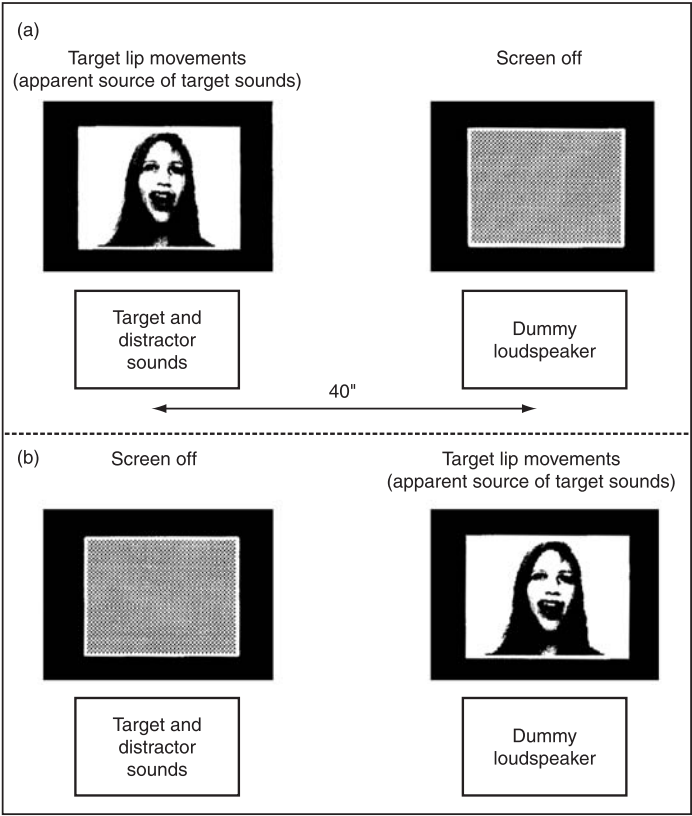 (a)
Target lip movements
(apparent source of target sounds)
Screen off
Target and
distractor
sounds
Dummy
loudspeaker
40"
(b)
Screen off
Target lip movements
(apparent source of target sounds)
Target and
distractor
sounds
Dummy
loudspeaker